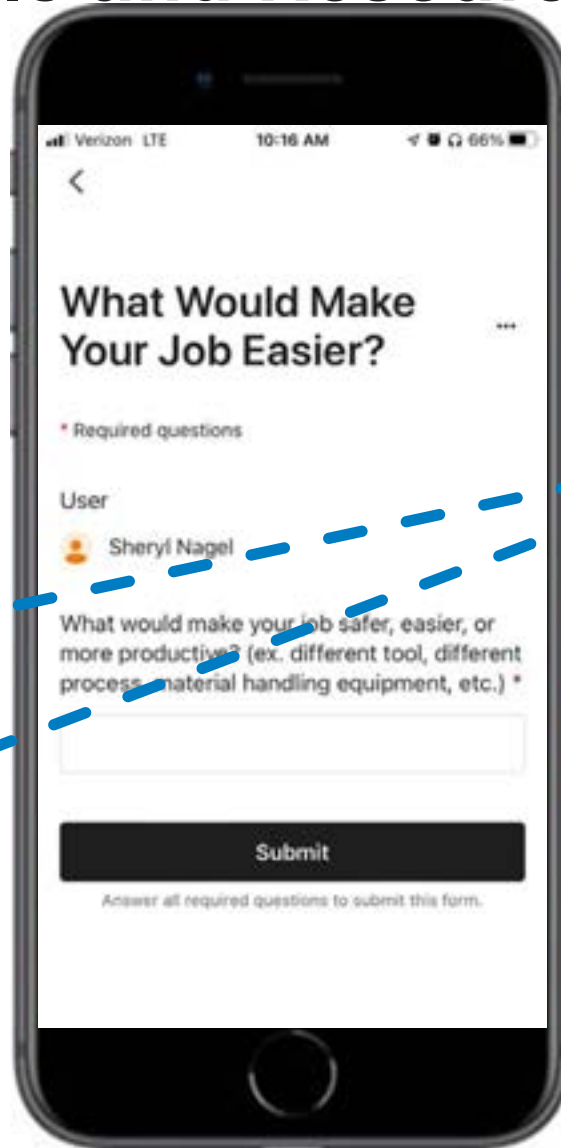 Verizon LTE 10:16 AM 66%
What Would Make
Your Job Easier?
* Required questions
User
Sheryl Nagel
What would make your job safer, easier, or
more productive? (ex. different tool, different
process, material handling equipment, etc.) *
Submit
Answer all required questions to submit this form.